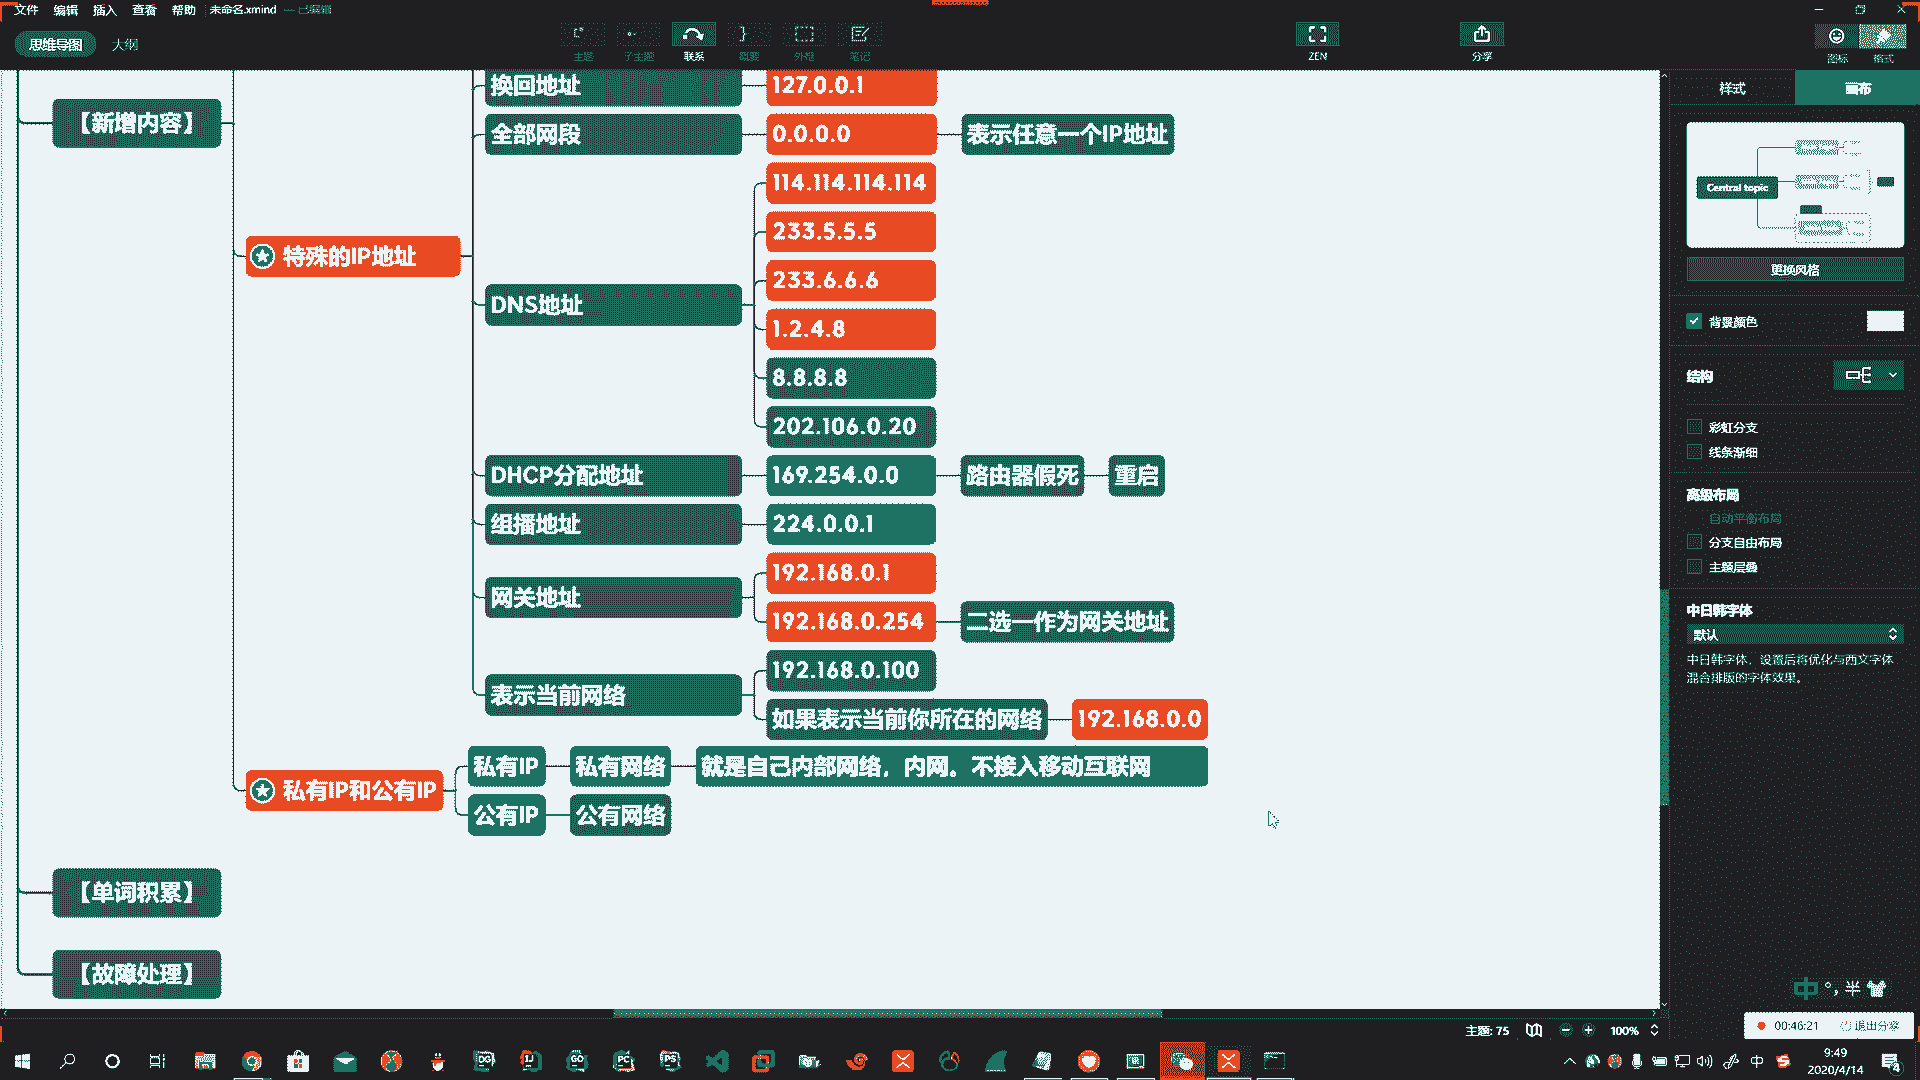 文件 编辑 插入 查看 帮助 未命名.xmind — 已编辑
思维导图 大纲
主题 子主题 联系 概要 外框 笔记 ZEN 分享 图标 格式
样式 画布
【新增内容】
特殊的IP地址
换回地址 127.0.0.1
全部网段 0.0.0.0 表示任意一个IP地址
DNS地址
114.114.114.114
233.5.5.5
233.6.6.6
1.2.4.8
8.8.8.8
202.106.0.20
DHCP分配地址 169.254.0.0 路由器假死 重启
组播地址 224.0.0.1
网关地址
192.168.0.1
192.168.0.254 二选一作为网关地址
表示当前网络
192.168.0.100
如果表示当前你所在的网络 192.168.0.0
私有IP和公有IP
私有IP 私有网络 就是自己内部网络，内网。不接入移动互联网
公有IP 公有网络
【单词积累】
【故障处理】
Central topic
更换风格
背景颜色
结构
彩虹分支
线条渐细
高级布局
自动平衡布局
分支自由布局
主题层叠
中日韩字体
默认
中日韩字体，设置后将优化与西文字体
混合排版的字体效果。
中 °, 半
主题: 75 100%
00:46:21 退出分享
DG IJ GO PC PS
中 S
9:49
2020/4/14
4